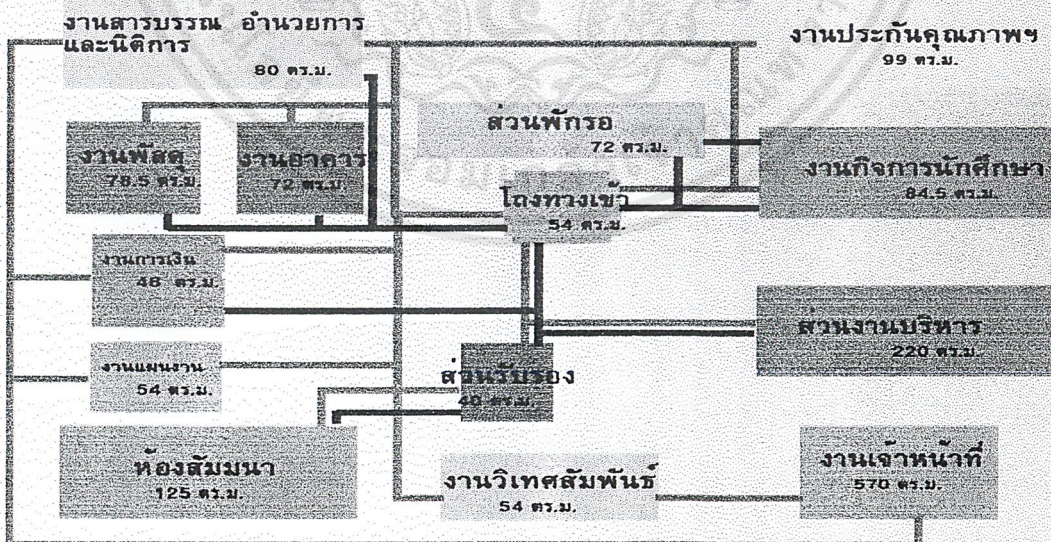 งานสารบรรณ อำนวยการ
และนิติการ
80 ตร.ม.
งานประกันคุณภาพฯ
99 ตร.ม.
ส่วนพักรอ
72 ตร.ม.
งานพัสดุ
78.5 ตร.ม.
งานอาคาร
72 ตร.ม.
งานกิจการนักศึกษา
84.5 ตร.ม.
โถงทางเข้า
54 ตร.ม.
งานการเงิน
48 ตร.ม.
ส่วนงานบริหาร
220 ตร.ม.
งานแผนงาน
54 ตร.ม.
ส่วนรับรอง
40 ตร.ม.
ห้องสัมมนา
125 ตร.ม.
งานวิเทศสัมพันธ์
54 ตร.ม.
งานเจ้าหน้าที่
570 ตร.ม.